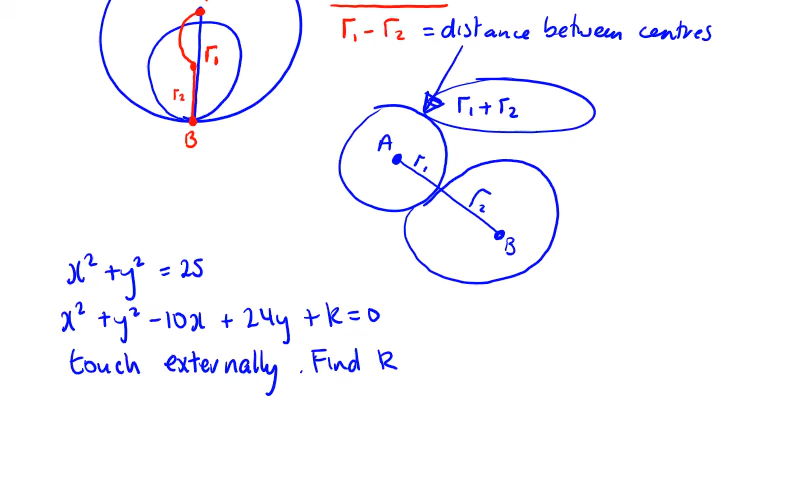 r₁ - r₂ = distance between centres
r₁
r₂
B
r₁ + r₂
A
r₁
r₂
B
x² + y² = 25
x² + y² - 10x + 24y + k = 0
touch externally. Find k